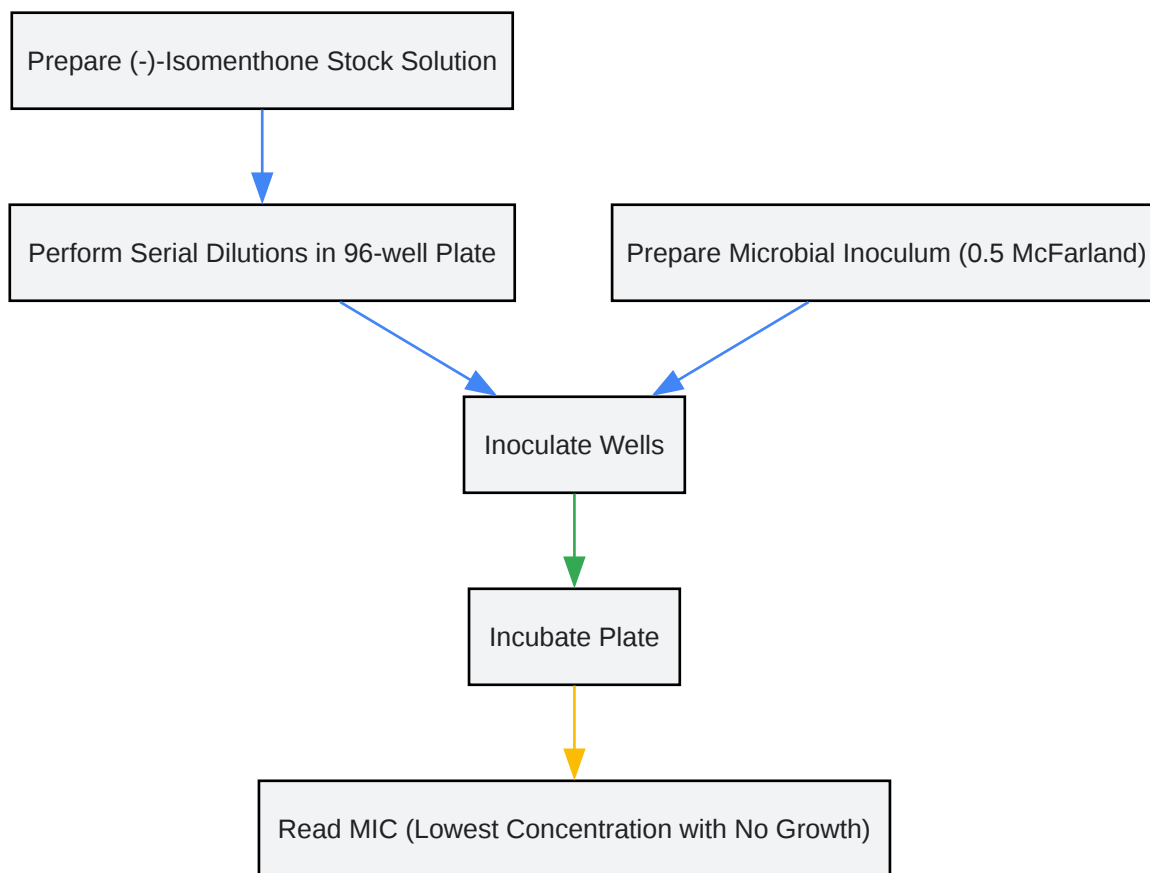 Prepare (-)-Isomenthone Stock Solution
Perform Serial Dilutions in 96-well Plate
Prepare Microbial Inoculum (0.5 McFarland)
Inoculate Wells
Incubate Plate
Read MIC (Lowest Concentration with No Growth)